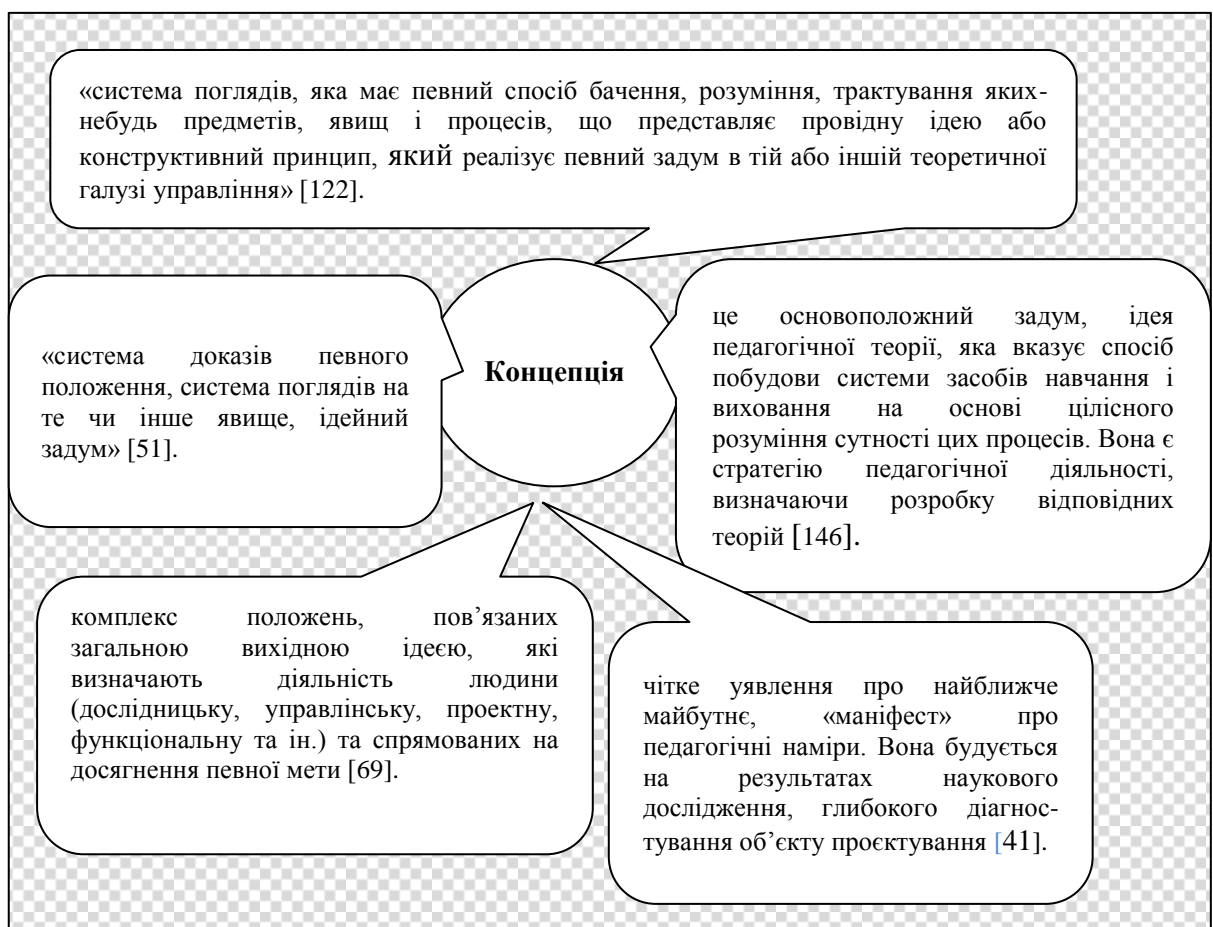 «система поглядів, яка має певний спосіб бачення, розуміння, трактування яких-
небудь предметів, явищ і процесів, що представляє провідну ідею або
конструктивний принцип, який реалізує певний задум в тій або іншій теоретичної
галузі управління» [122].
«система доказів певного
положення, система поглядів на
те чи інше явище, ідейний
задум» [51].
Концепція
це основоположний задум, ідея
педагогічної теорії, яка вказує спосіб
побудови системи засобів навчання і
виховання на основі цілісного
розуміння сутності цих процесів. Вона є
стратегію педагогічної діяльності,
визначаючи розробку відповідних
теорій [146].
комплекс положень, пов’язаних
загальною вихідною ідеєю, які
визначають діяльність людини
(дослідницьку, управлінську, проектну,
функціональну та ін.) та спрямованих на
досягнення певної мети [69].
чітке уявлення про найближче
майбутнє, «маніфест» про
педагогічні наміри. Вона будується
на результатах наукового
дослідження, глибокого діагнос-
тування об’єкту проєктування [41].